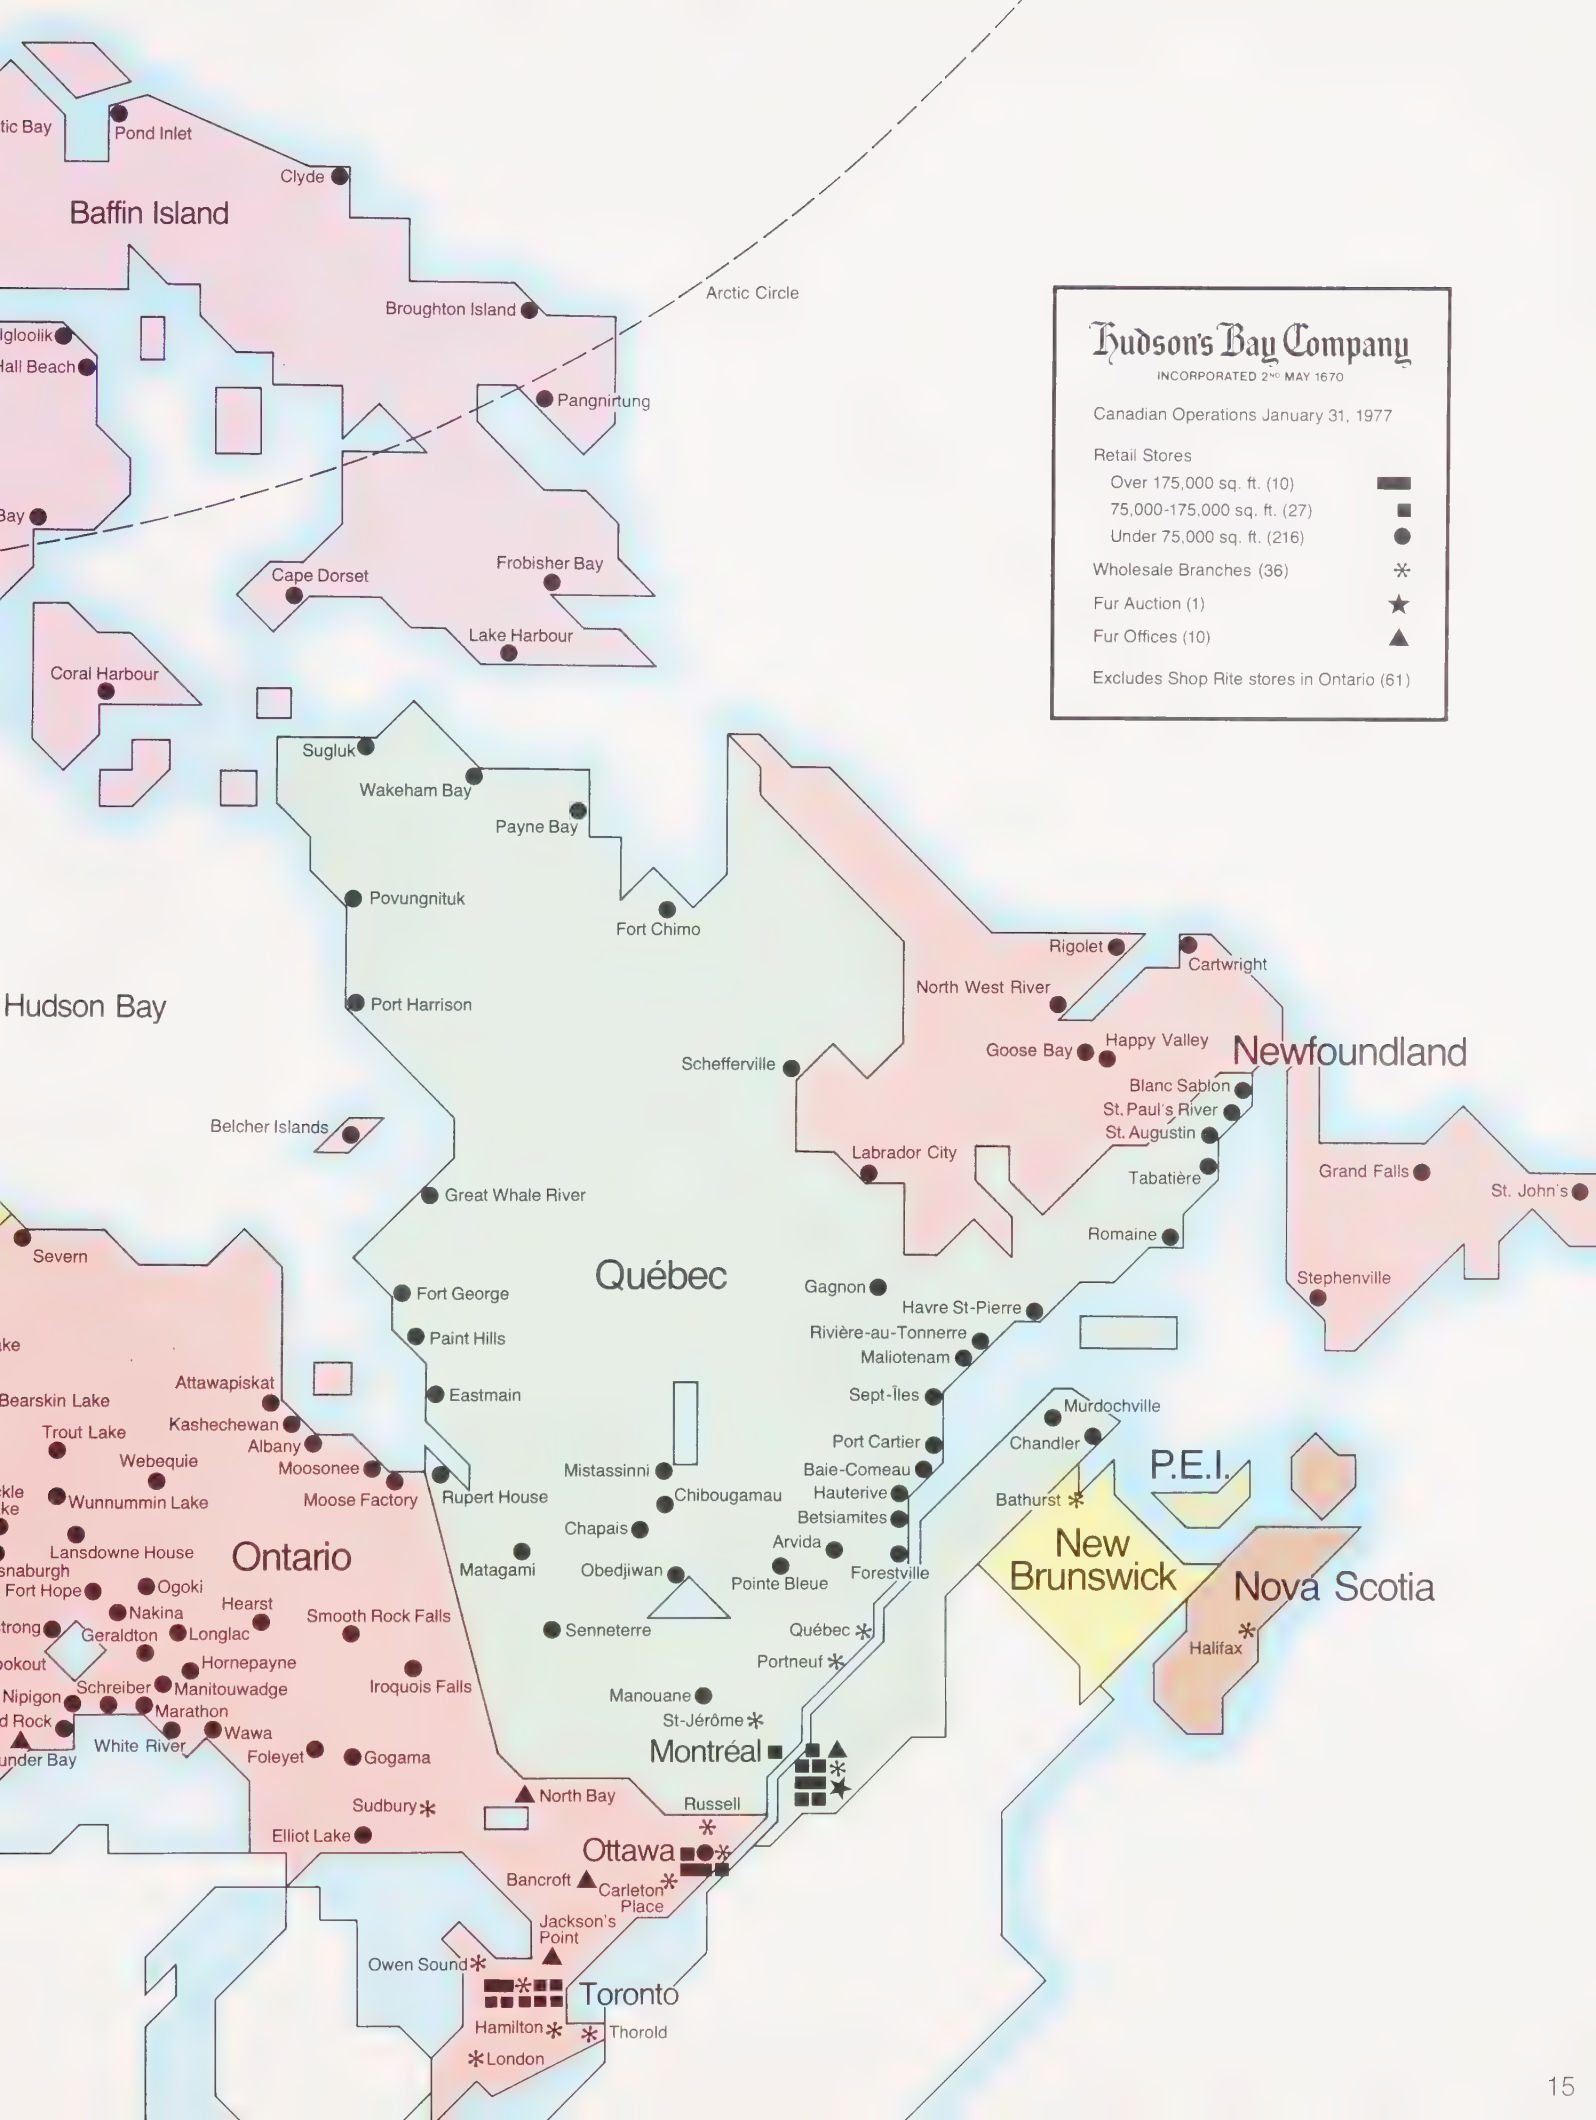 tic Bay
Pond Inlet
Clyde
Baffin Island
Arctic Circle
Broughton Island
Igloolik
Hall Beach
Pangnirtung
Bay
Cape Dorset
Frobisher Bay
Lake Harbour
Coral Harbour
Hudson's Bay Company
INCORPORATED 2ND MAY 1670
Canadian Operations January 31, 1977
Retail Stores
Over 175,000 sq. ft. (10)
75,000-175,000 sq. ft. (27)
Under 75,000 sq. ft. (216)
Wholesale Branches (36)
Fur Auction (1)
Fur Offices (10)
Excludes Shop Rite stores in Ontario (61)
Sugluk
Wakeham Bay
Payne Bay
Povungnituk
Fort Chimo
Rigolet
Cartwright
North West River
Hudson Bay
Port Harrison
Goose Bay
Happy Valley
Newfoundland
Schefferville
Blanc Sablon
St. Paul's River
St. Augustin
Belcher Islands
Labrador City
Tabatière
Grand Falls
St. John's
Great Whale River
Romaine
Severn
Québec
Stephenville
Gagnon
Fort George
Havre St-Pierre
Paint Hills
Rivière-au-Tonnerre
Maliotenam
ke
Attawapiskat
Eastmain
Sept-Îles
Bearskin Lake
Murdochville
Kashechewan
Trout Lake
Albany
Port Cartier
Chandler
Webequie
Moosonee
Mistassinni
Baie-Comeau
P.E.I.
kle
ke
Wunnummin Lake
Moose Factory
Rupert House
Chibougamau
Hauterive
Bathurst
Betsiamites
Chapais
Arvida
New
Brunswick
Lansdowne House
Ontario
snaburgh
Matagami
Obedjiwan
Pointe Bleue
Forestville
Fort Hope
Ogoki
Nova Scotia
Hearst
Nakina
Smooth Rock Falls
trong
Geraldton
Longlac
Senneterre
Québec
Halifax
ookout
Hornepayne
Portneuf
Schreiber
Manitouwadge
Iroquois Falls
Nipigon
Manouane
d Rock
Marathon
St-Jérôme
White River
Wawa
Foleyet
Gogama
Montréal
under Bay
North Bay
Sudbury
Russell
Elliot Lake
Ottawa
Bancroft
Carleton
Place
Jackson's
Point
Owen Sound
Toronto
Hamilton
Thorold
London
15